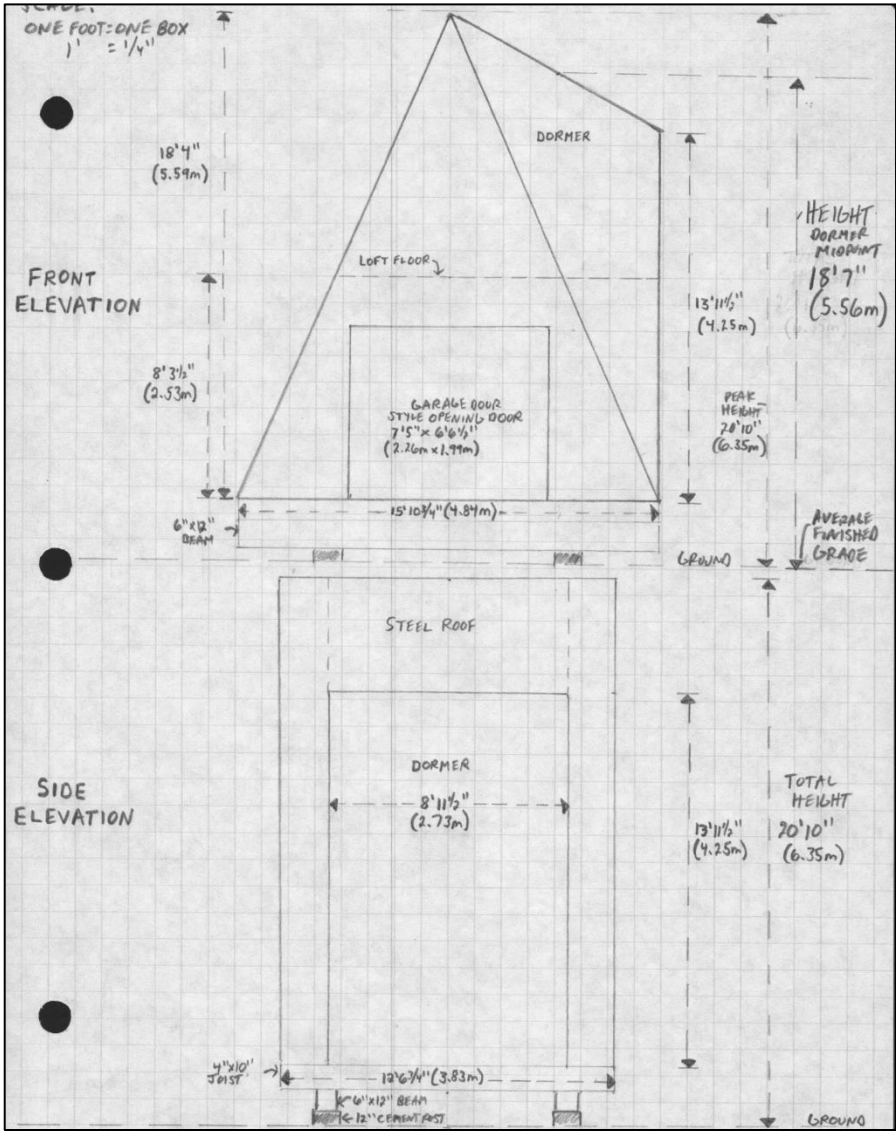 SCALE:
ONE FOOT=ONE BOX
1' = 1/4"
18'4"
(5.59m)
DORMER
HEIGHT
DORMER
MIDPOINT
18'7"
(5.56m)
LOFT FLOOR
FRONT
ELEVATION
13'11½"
(4.25m)
8'3½"
(2.53m)
GARAGE DOOR
STYLE OPENING DOOR
7'5" x 6'6½"
(2.26m x 1.99m)
PEAK
HEIGHT
20'10"
(6.35m)
15'10¾" (4.84m)
6"x12"
BEAM
AVERAGE
FINISHED
GRADE
GROUND
STEEL ROOF
DORMER
8'11½"
(2.73m)
SIDE
ELEVATION
TOTAL
HEIGHT
20'10"
(6.35m)
13'11½"
(4.25m)
4"x10"
JOIST
12'6¾" (3.83m)
6"x12" BEAM
12" CEMENT POST
GROUND